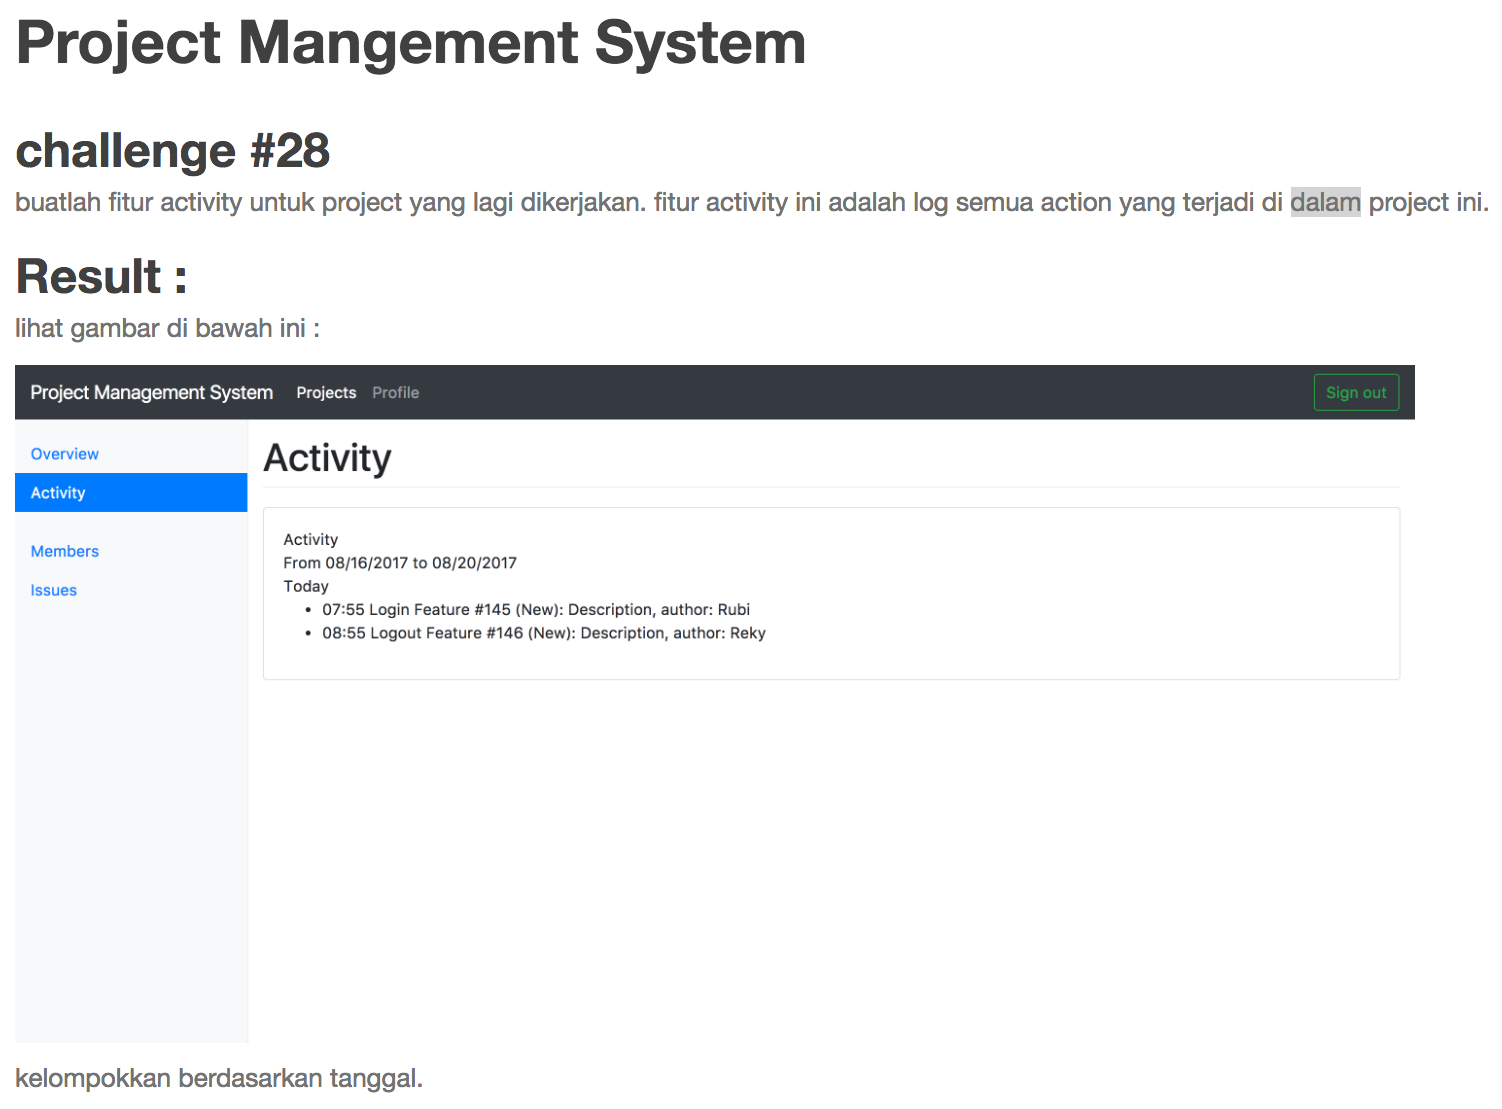 Project Mangement System
challenge #28
buatlah fitur activity untuk project yang lagi dikerjakan. fitur activity ini adalah log semua action yang terjadi di dalam project ini.
Result :
lihat gambar di bawah ini :
Project Management System Projects Profile Sign out
Overview
Activity
Members
Issues
Activity
Activity
From 08/16/2017 to 08/20/2017
Today
• 07:55 Login Feature #145 (New): Description, author: Rubi
• 08:55 Logout Feature #146 (New): Description, author: Reky
kelompokkan berdasarkan tanggal.